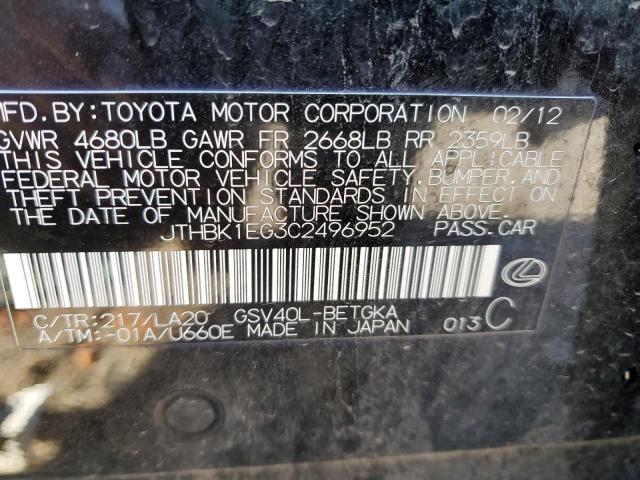 MFD.BY:TOYOTA MOTOR CORPORATION 02/12
GVWR 4680LB GAWR FR 2668LB RR 2359LB
THIS VEHICLE CONFORMS TO ALL APPLICABLE
FEDERAL MOTOR VEHICLE SAFETY,BUMPER,AND
THEFT PREVENTION STANDARDS IN EFFECT ON
THE DATE OF MANUFACTURE SHOWN ABOVE.
JTHBK1EG3C2496952 PASS.CAR
C/TR:217/LA20 GSV40L-BETGKA
A/TM:-01A/U660E MADE IN JAPAN 013C